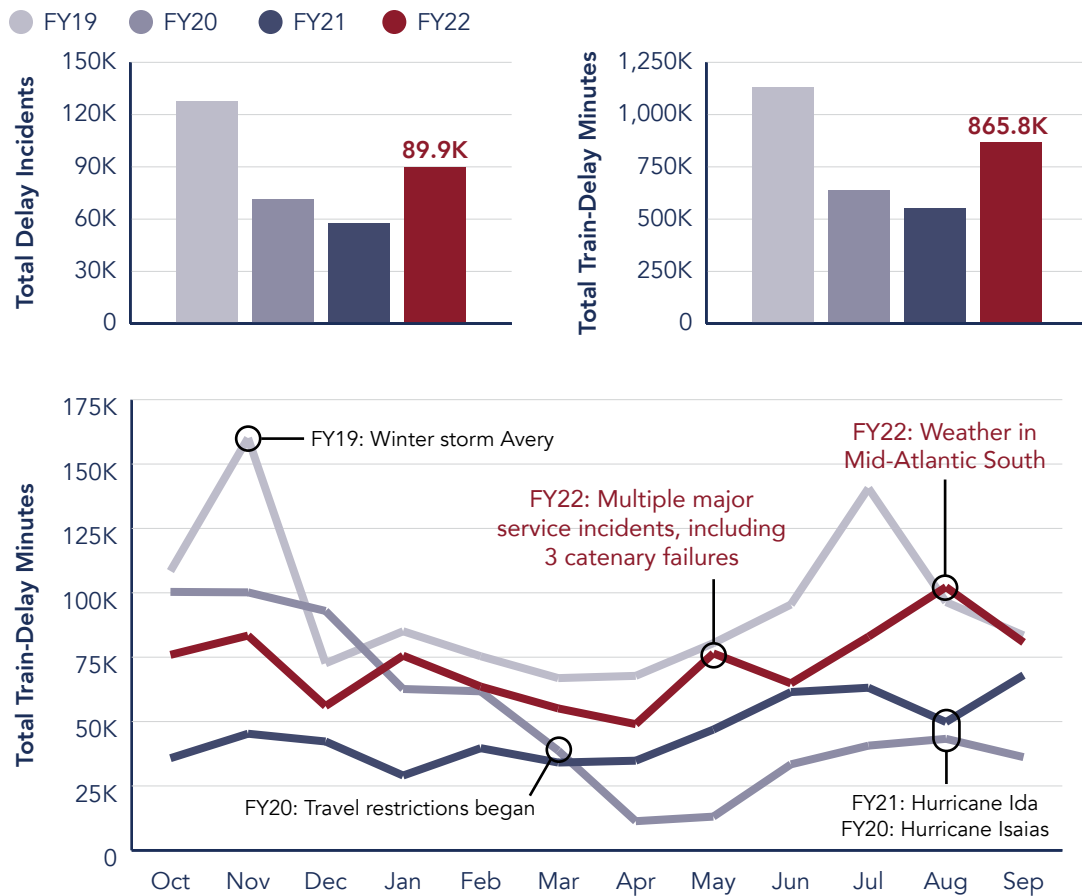 FY19 FY20 FY21 FY22
Total Delay Incidents
150K
120K
90K
60K
30K
0
89.9K
Total Train-Delay Minutes
1,250K
1,000K
750K
500K
250K
0
865.8K
Total Train-Delay Minutes
175K
150K
125K
100K
75K
50K
25K
0
FY19: Winter storm Avery
FY22: Multiple major
service incidents, including
3 catenary failures
FY22: Weather in
Mid-Atlantic South
FY20: Travel restrictions began
FY21: Hurricane Ida
FY20: Hurricane Isaias
Oct Nov Dec Jan Feb Mar Apr May Jun Jul Aug Sep